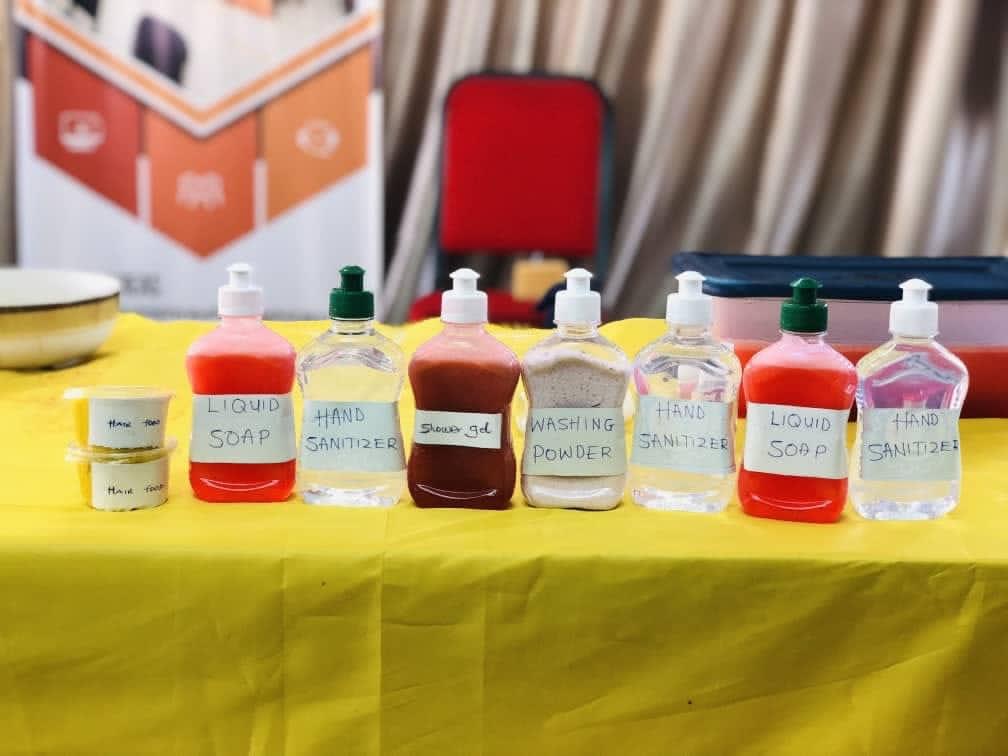 HAIR FOOD
HAIR FOOD
LIQUID
SOAP
HAND
SANITIZER
Shower gel
WASHING
POWDER
HAND
SANITIZER
LIQUID
SOAP
HAND
SANITIZER